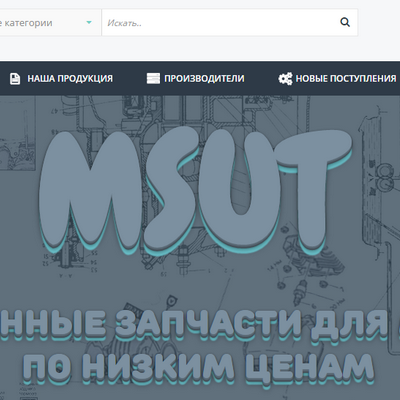 е категории Искать..
НАША ПРОДУКЦИЯ ПРОИЗВОДИТЕЛИ НОВЫЕ ПОСТУПЛЕНИЯ
MSUT
ННЫЕ ЗАПЧАСТИ ДЛЯ
ПО НИЗКИМ ЦЕНАМ